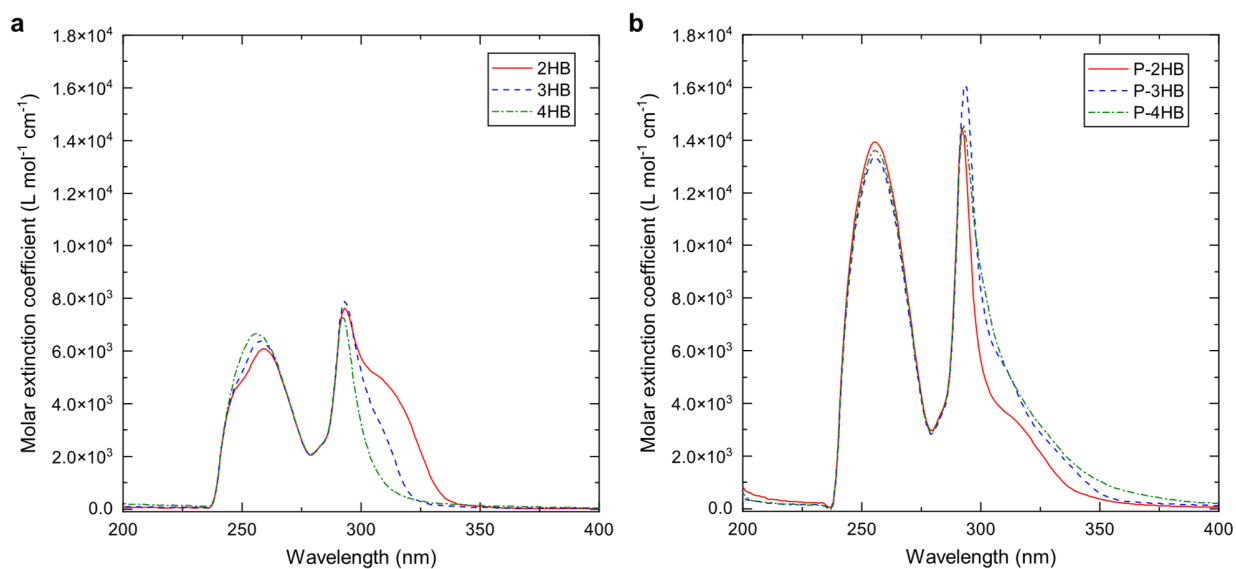 a
Molar extinction coefficient (L mol⁻¹ cm⁻¹)
1.8×10⁴
1.6×10⁴
1.4×10⁴
1.2×10⁴
1.0×10⁴
8.0×10³
6.0×10³
4.0×10³
2.0×10³
0.0
200
250
300
350
400
Wavelength (nm)
2HB
3HB
4HB
b
Molar extinction coefficient (L mol⁻¹ cm⁻¹)
1.8×10⁴
1.6×10⁴
1.4×10⁴
1.2×10⁴
1.0×10⁴
8.0×10³
6.0×10³
4.0×10³
2.0×10³
0.0
200
250
300
350
400
Wavelength (nm)
P-2HB
P-3HB
P-4HB